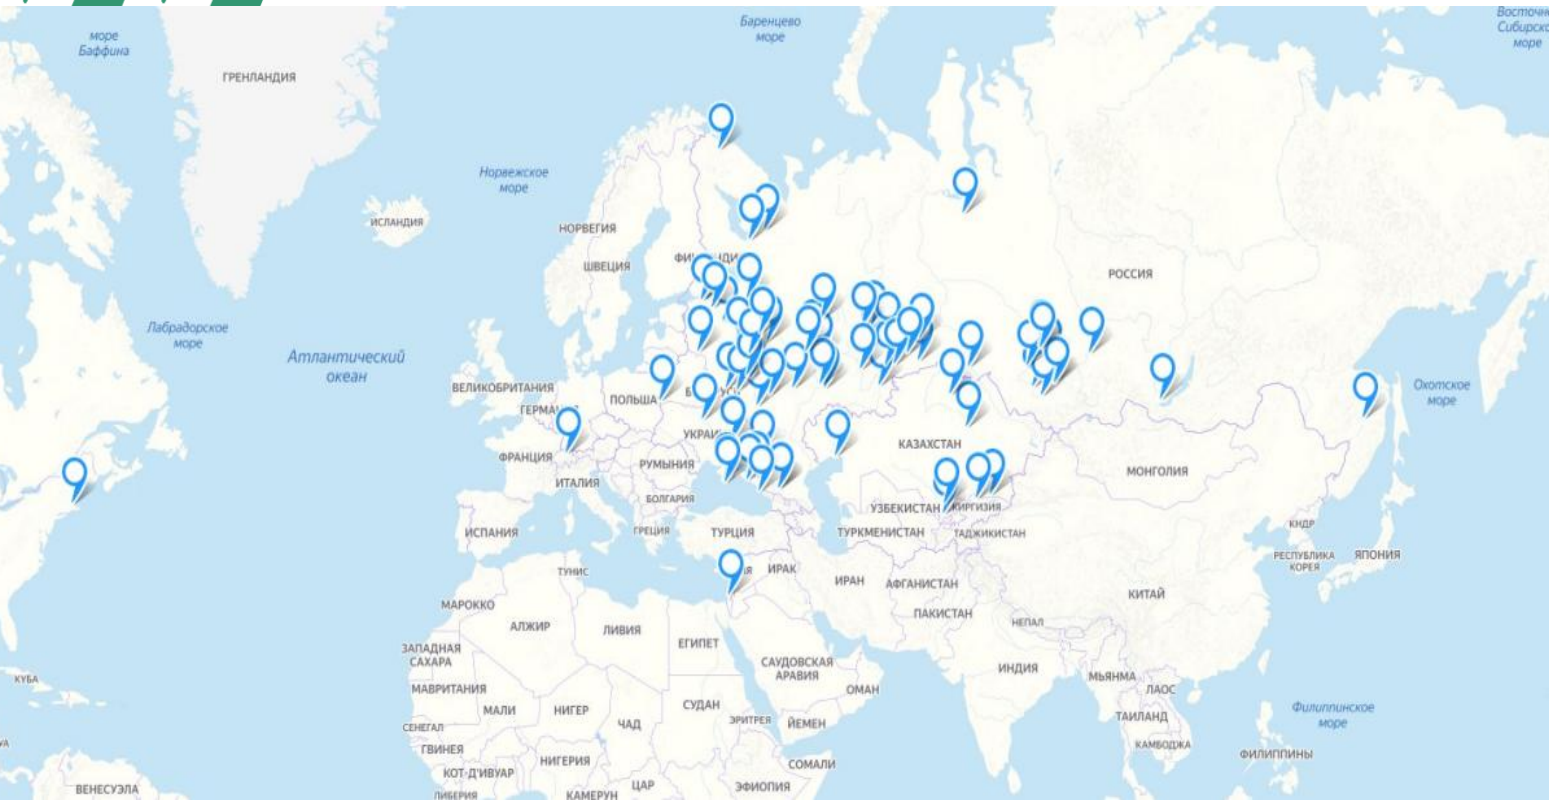 Баренцево
море
Восточн
Сибирско
море
море
Баффина
ГРЕНЛАНДИЯ
Норвежское
море
ИСЛАНДИЯ
НОРВЕГИЯ
ШВЕЦИЯ
РОССИЯ
Лабрадорское
море
Атлантический
океан
ВЕЛИКОБРИТАНИЯ
ПОЛЬША
Охотское
море
ФРАНЦИЯ
РУМЫНИЯ
КАЗАХСТАН
МОНГОЛИЯ
ИТАЛИЯ
БОЛГАРИЯ
УЗБЕКИСТАН
КИРГИЗИЯ
ИСПАНИЯ
ГРЕЦИЯ
ТУРЦИЯ
ТУРКМЕНИСТАН
ТАДЖИКИСТАН
КНДР
РЕСПУБЛИКА
КОРЕЯ
ЯПОНИЯ
ТУНИС
ИРАК
ИРАН
АФГАНИСТАН
КИТАЙ
МАРОККО
ПАКИСТАН
НЕПАЛ
АЛЖИР
ЛИВИЯ
ЕГИПЕТ
ЗАПАДНАЯ
САХАРА
САУДОВСКАЯ
АРАВИЯ
ИНДИЯ
МЬЯНМА
ЛАОС
КУБА
МАВРИТАНИЯ
ОМАН
МАЛИ
НИГЕР
ЧАД
СУДАН
ЭРИТРЕЯ
ЙЕМЕН
ТАИЛАНД
Филиппинское
море
СЕНЕГАЛ
ГВИНЕЯ
КАМБОДЖА
ФИЛИППИНЫ
НИГЕРИЯ
СОМАЛИ
КОТ-Д'ИВУАР
ЦАР
ЭФИОПИЯ
ВЕНЕСУЭЛА
ЛИБЕРИЯ
КАМЕРУН